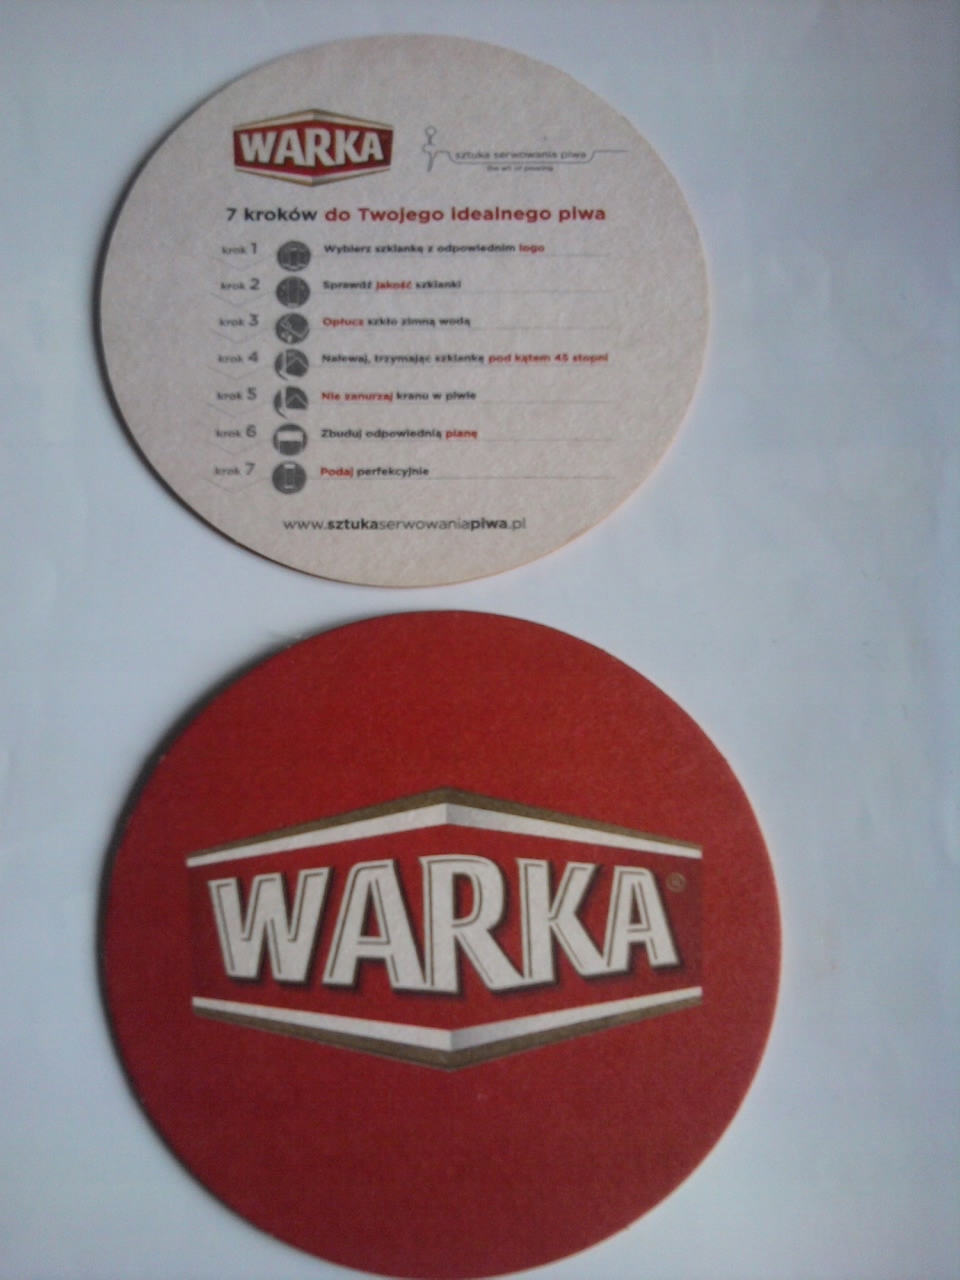 WARKA
sztuka serwowania piwa
the art of pouring
7 kroków do Twojego idealnego piwa
krok 1 Wybierz szklankę z odpowiednim logo
krok 2 Sprawdź jakość szklanki
krok 3 Opłucz szkło zimną wodą
krok 4 Nalewaj, trzymając szklankę pod kątem 45 stopni
krok 5 Nie zanurzaj kranu w piwie
krok 6 Zbuduj odpowiednią pianę
krok 7 Podaj perfekcyjnie
www.sztukaserwowaniapiwa.pl
WARKA®